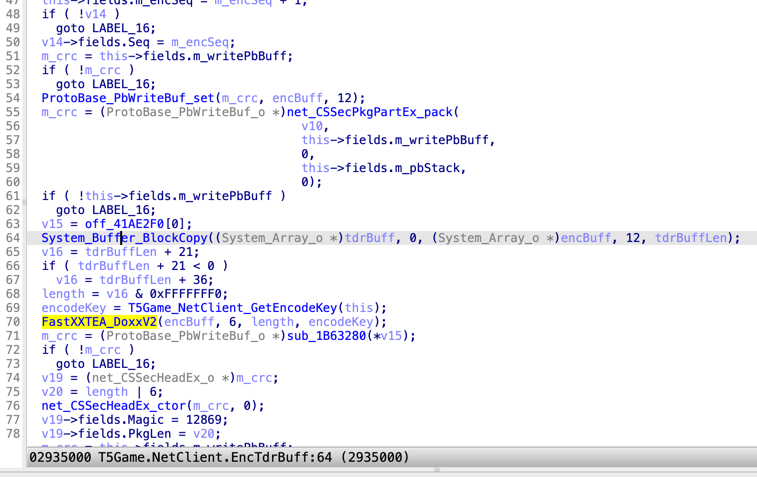 47 this->fields.m_encSeq = m_encSeq + 1;
48 if ( !v14 )
49 goto LABEL_16;
50 v14->fields.Seq = m_encSeq;
51 m_crc = this->fields.m_writePbBuff;
52 if ( !m_crc )
53 goto LABEL_16;
54 ProtoBase_PbWriteBuf_set(m_crc, encBuff, 12);
55 m_crc = (ProtoBase_PbWriteBuf_o *)net_CSSecPkgPartEx_pack(
56 v10,
57 this->fields.m_writePbBuff,
58 0,
59 this->fields.m_pbStack,
60 0);
61 if ( !this->fields.m_writePbBuff )
62 goto LABEL_16;
63 v15 = off_41AE2F0[0];
64 System_Buffer_BlockCopy((System_Array_o *)tdrBuff, 0, (System_Array_o *)encBuff, 12, tdrBuffLen);
65 v16 = tdrBuffLen + 21;
66 if ( tdrBuffLen + 21 < 0 )
67 v16 = tdrBuffLen + 36;
68 length = v16 & 0xFFFFFFF0;
69 encodeKey = T5Game_NetClient_GetEncodeKey(this);
70 FastXXTEA_DoxxV2(encBuff, 6, length, encodeKey);
71 m_crc = (ProtoBase_PbWriteBuf_o *)sub_1B63280(*v15);
72 if ( !m_crc )
73 goto LABEL_16;
74 v19 = (net_CSSecHeadEx_o *)m_crc;
75 v20 = length | 6;
76 net_CSSecHeadEx_ctor(m_crc, 0);
77 v19->fields.Magic = 12869;
78 v19->fields.PkgLen = v20;
m_crc = this->fields.m_writePbBuff;
02935000 T5Game.NetClient.EncTdrBuff:64 (2935000)